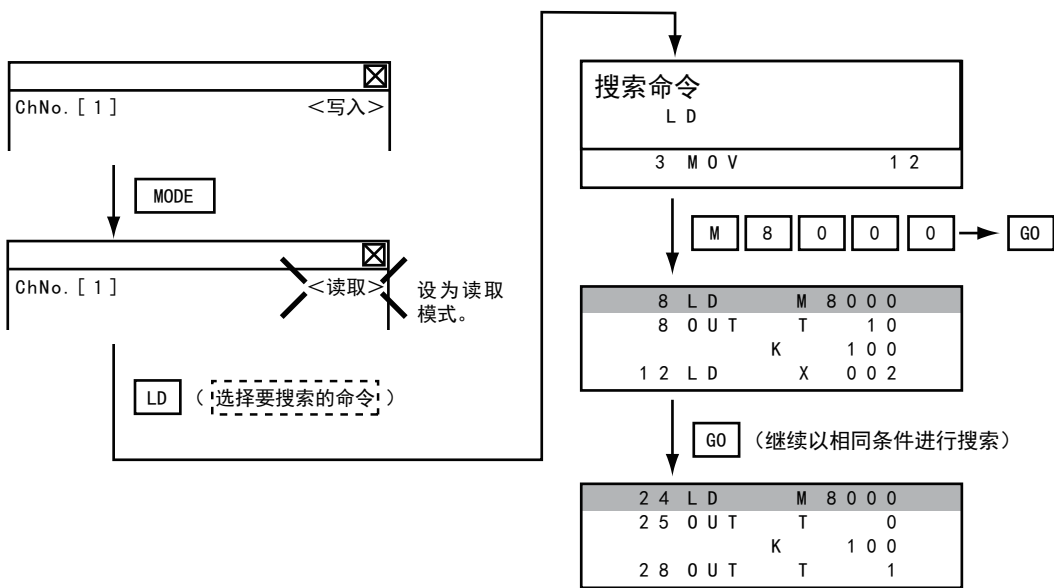 ChNo.[1] <写入>
MODE
ChNo.[1] <读取>
设为读取
模式。
LD (选择要搜索的命令)
搜索命令
LD
3 MOV 12
M 8 0 0 0 GO
8 LD M 8000
8 OUT T 10
K 100
12 LD X 002
GO (继续以相同条件进行搜索)
24 LD M 8000
25 OUT T 0
K 100
28 OUT T 1